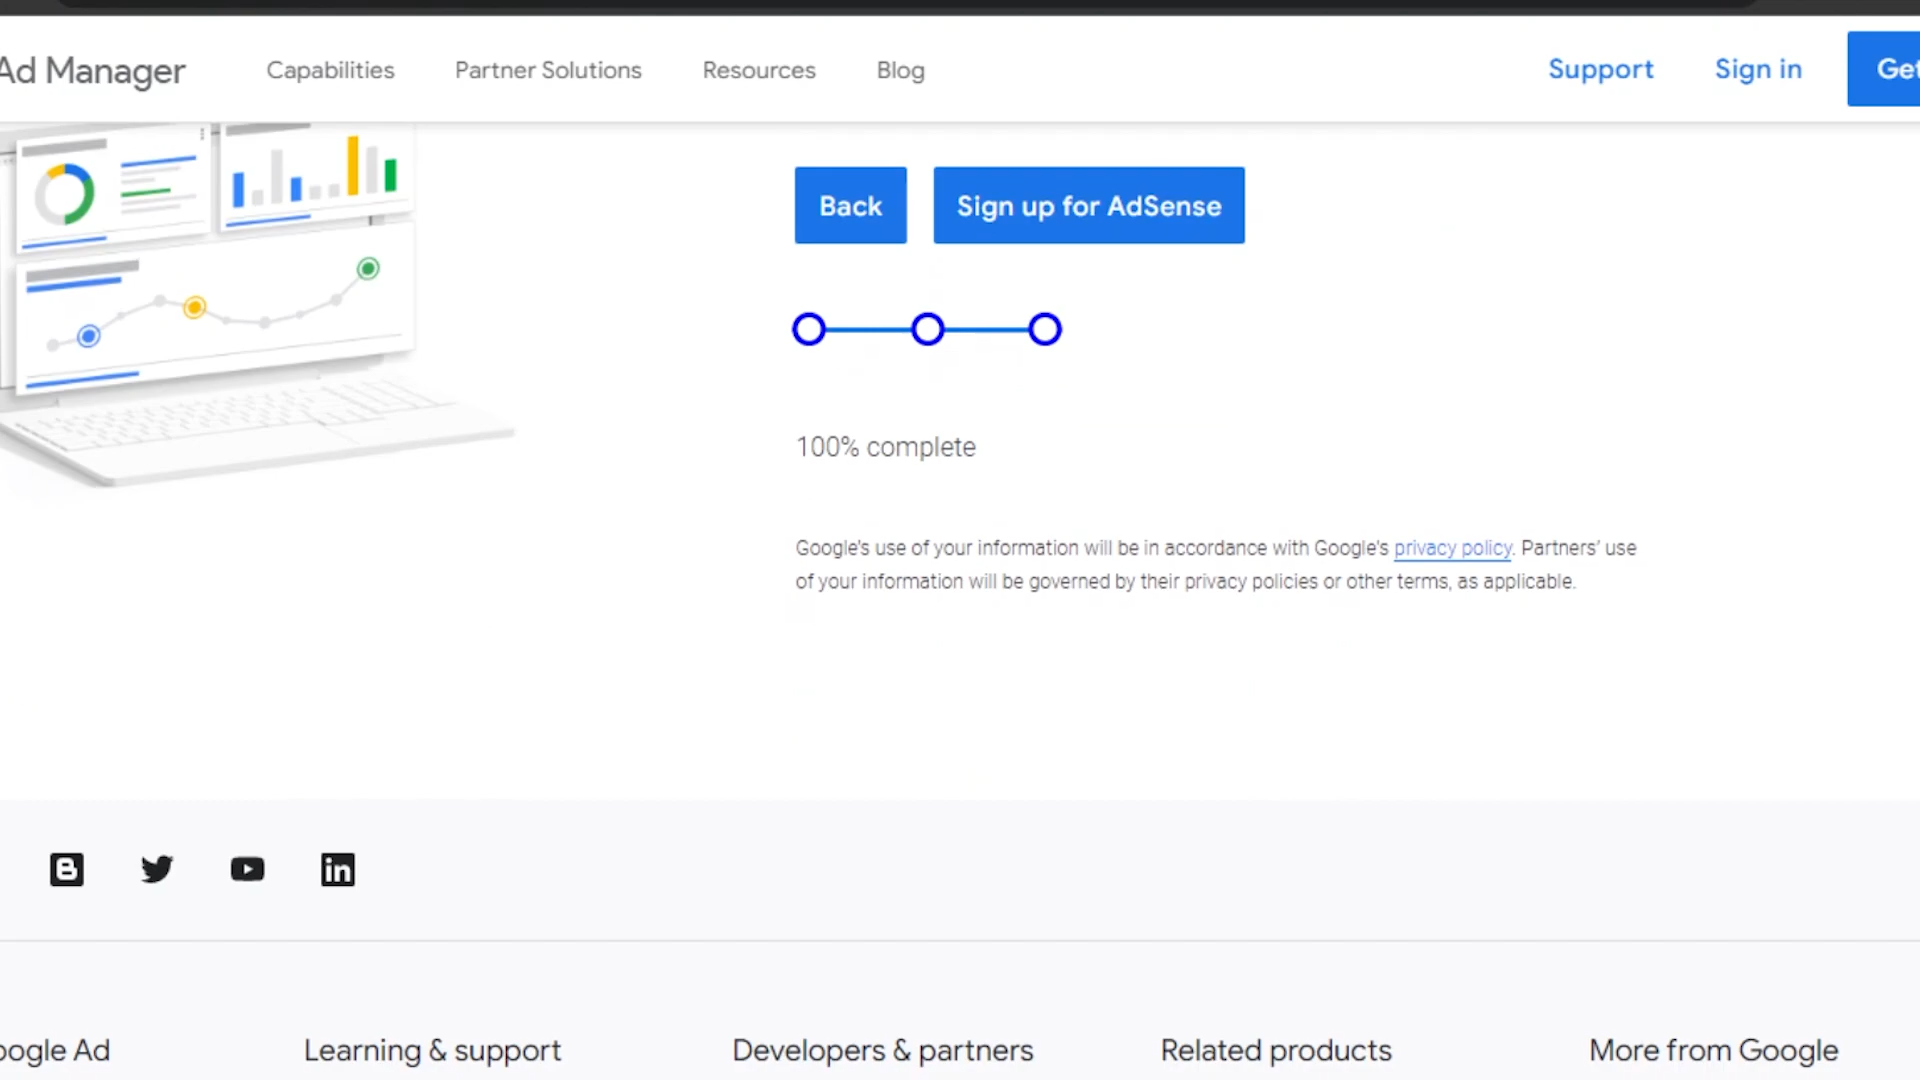 Ad Manager
Capabilities
Partner Solutions
Resources
Blog
Support
Sign in
Get
Back
Sign up for AdSense
100% complete
Google's use of your information will be in accordance with Google's privacy policy. Partners' use
of your information will be governed by their privacy policies or other terms, as applicable.
oogle Ad
Learning & support
Developers & partners
Related products
More from Google